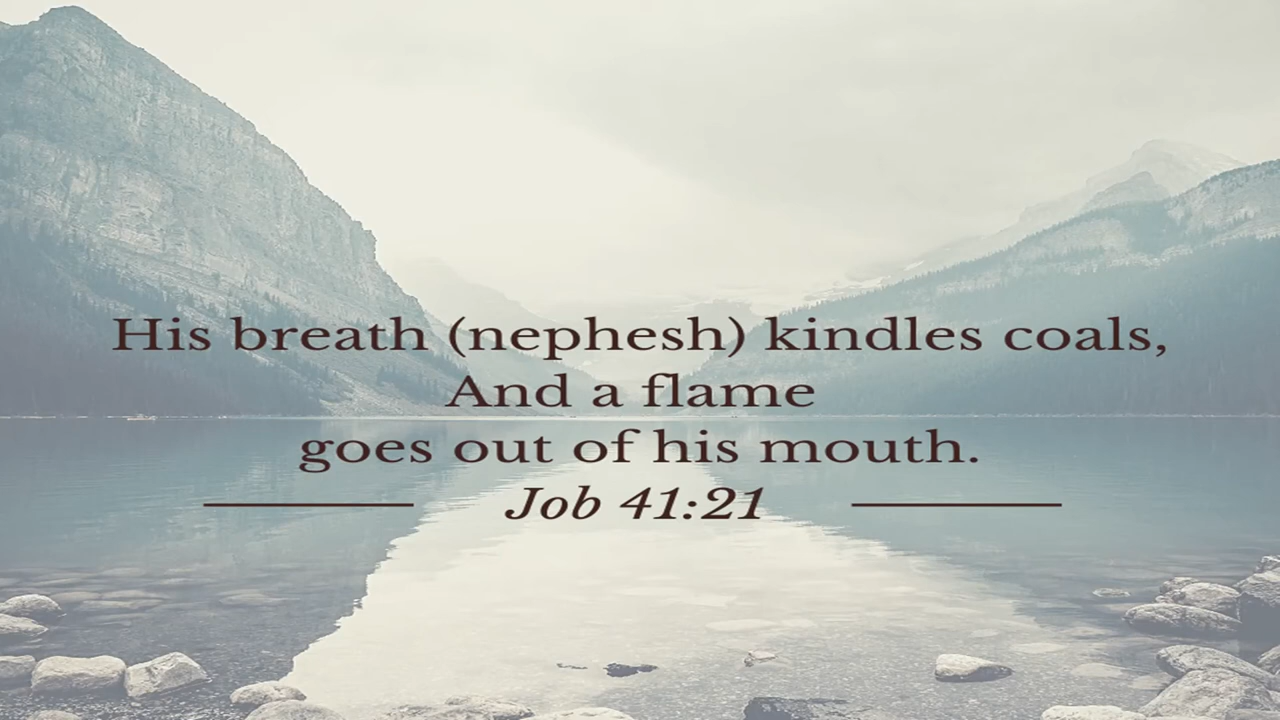 His breath (nephesh) kindles coals,
And a flame
goes out of his mouth.
Job 41:21